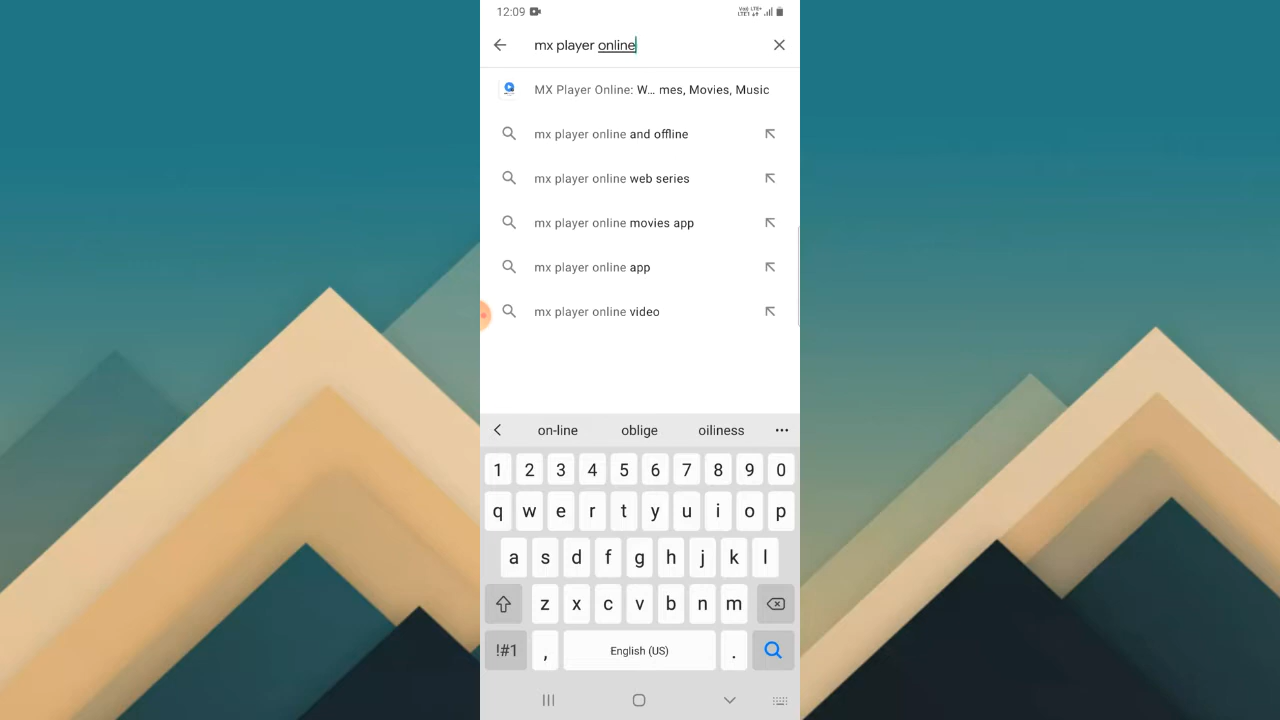 12:09
mx player online
MX Player Online: W... mes, Movies, Music
mx player online and offline
mx player online web series
mx player online movies app
mx player online app
mx player online video
on-line oblige oiliness
1 2 3 4 5 6 7 8 9 0
q w e r t y u i o p
a s d f g h j k l
z x c v b n m
!#1 , English (US) .